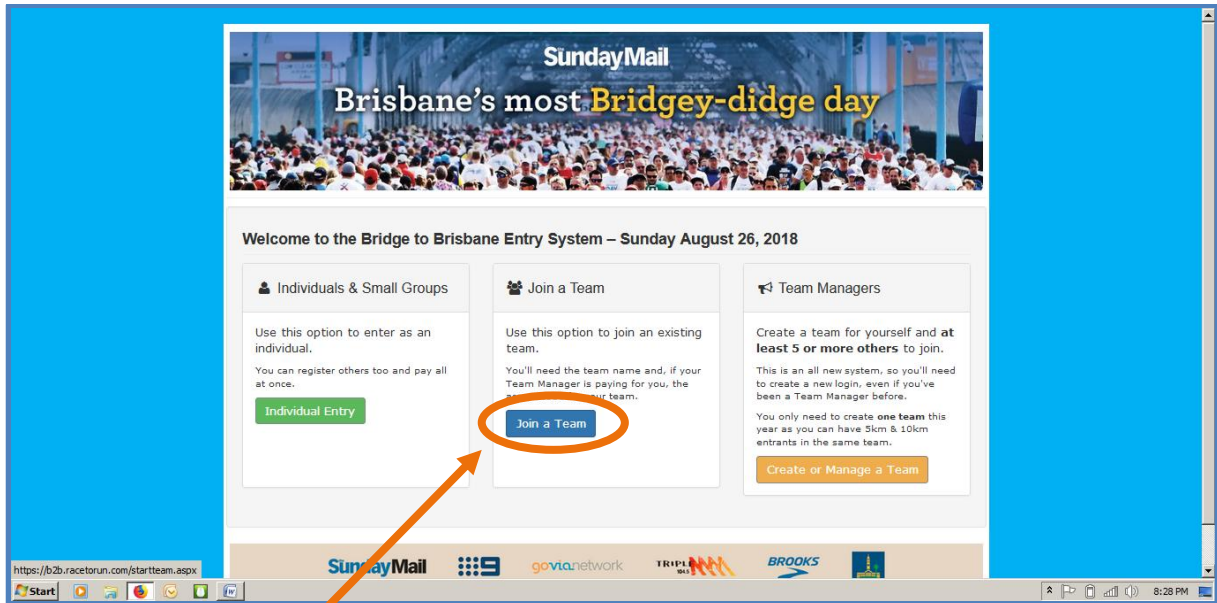 SundayMail
Brisbane's most Bridgey-didge day
Welcome to the Bridge to Brisbane Entry System – Sunday August 26, 2018
Individuals & Small Groups
Use this option to enter as an
individual.
You can register others too and pay all
at once.
Individual Entry
Join a Team
Use this option to join an existing
team.
You'll need the team name and, if your
Team Manager is paying for you, the
your team.
Join a Team
Team Managers
Create a team for yourself and at
least 5 or more others to join.
This is an all new system, so you'll need
to create a new login, even if you've
been a Team Manager before.
You only need to create one team this
year as you can have 5km & 10km
entrants in the same team.
Create or Manage a Team
SundayMail
9
govianetwork
TRIPLE M
104.5
BROOKS
https://b2b.racetorun.com/startteam.aspx
Start
8:28 PM